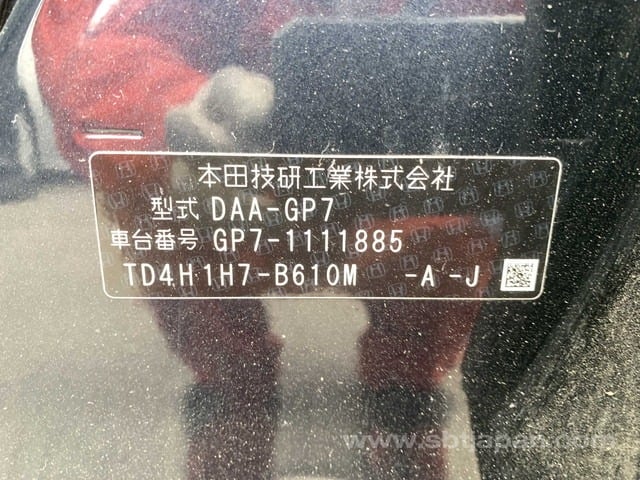 本田技研工業株式会社
型式 DAA-GP7
車台番号 GP7-1111885
TD4H1H7-B610M -A -J
www.sbtjapan.com